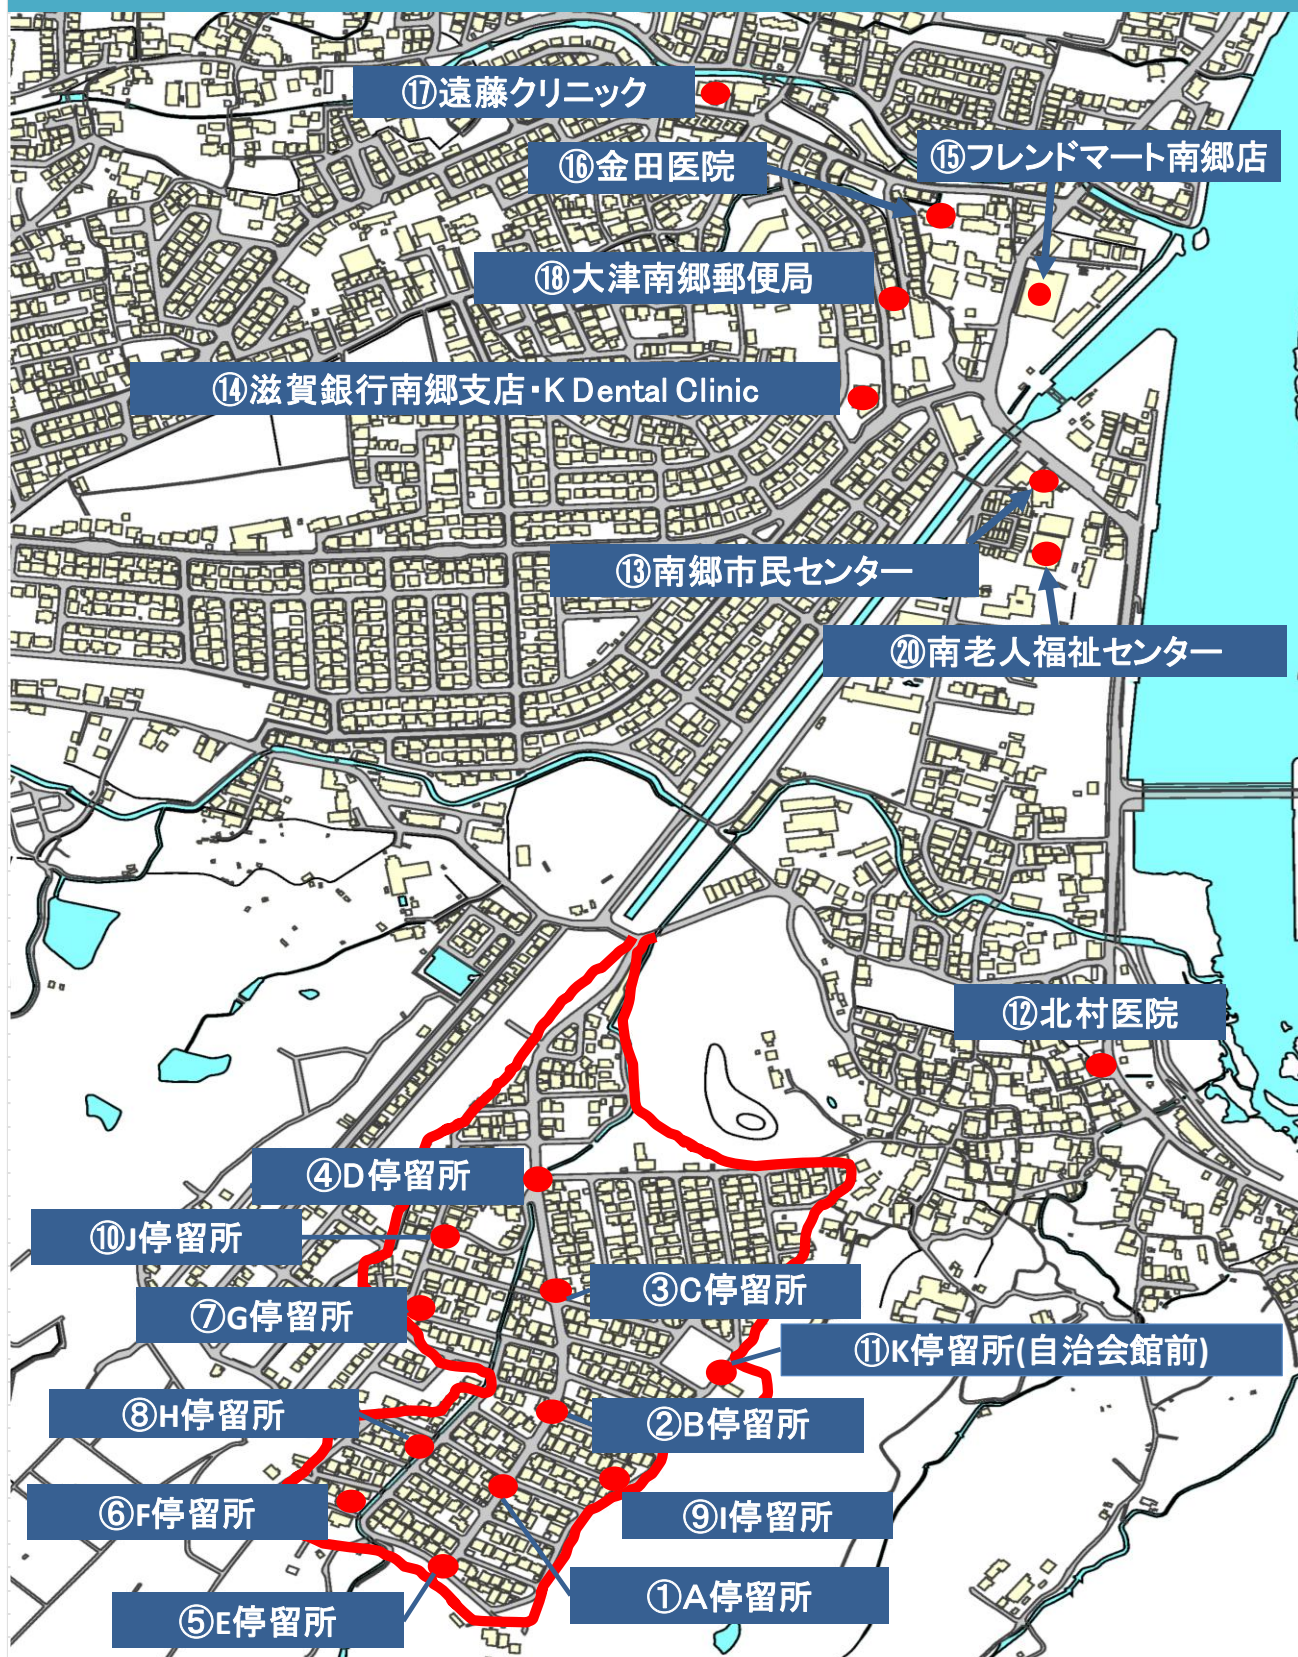 ⑰遠藤クリニック
⑯金田医院
⑮フレンドマート南郷店
⑱大津南郷郵便局
⑭滋賀銀行南郷支店・K Dental Clinic
⑬南郷市民センター
⑳南老人福祉センター
⑫北村医院
④D停留所
⑩J停留所
③C停留所
⑦G停留所
⑪K停留所(自治会館前)
⑧H停留所
②B停留所
⑥F停留所
⑨I停留所
①A停留所
⑤E停留所